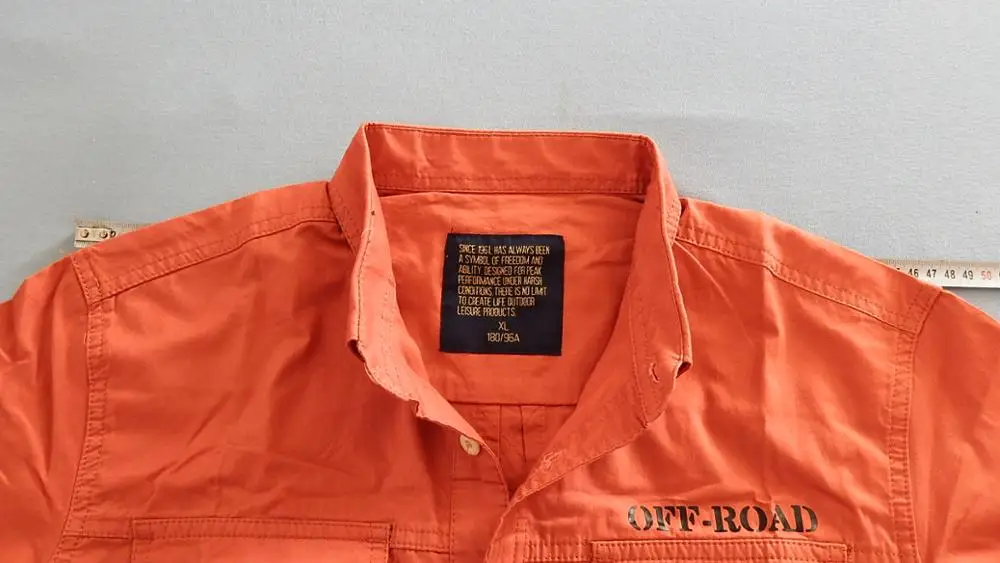 SINCE 1961, HAS ALWAYS BEEN
A SYMBOL OF FREEDOM AND
ABILITY. DESIGNED FOR PEAK
PERFORMANCE UNDER HARSH
CONDITIONS. THERE IS NO LIMIT
TO CREATE LIFE OUTDOOR
LEISURE PRODUCTS.
XL
180/96A
46 47 48 49 50
OFF-ROAD